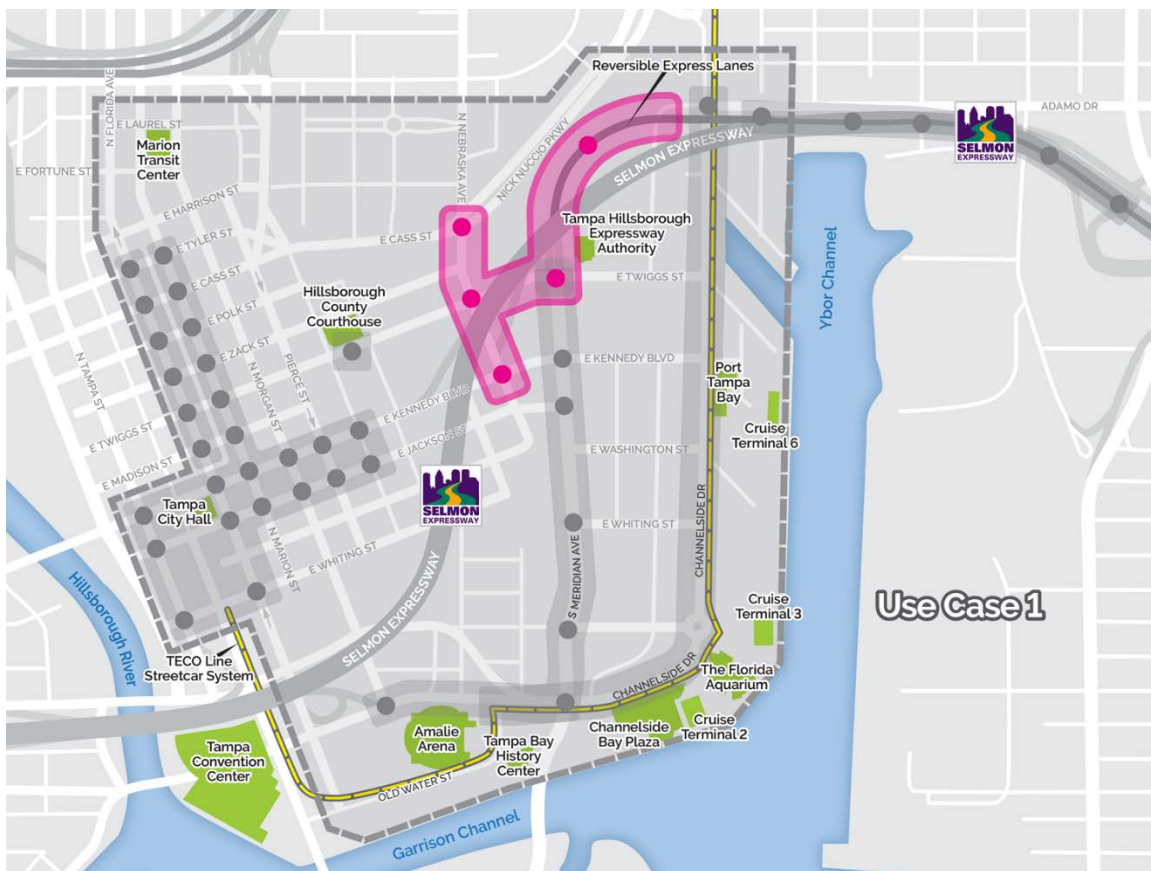 Reversible Express Lanes
N FLORIDA AVE
E LAUREL ST
Marion
Transit
Center
E FORTUNE ST
N NEBRASKA AVE
NICK NUCCIO PKWY
SELMON EXPRESSWAY
ADAMO DR
SELMON
EXPRESSWAY
E HARRISON ST
E TYLER ST
E CASS ST
E CASS ST
Tampa Hillsborough
Expressway
Authority
E TWIGGS ST
E POLK ST
Hillsborough
County
Courthouse
E ZACK ST
N TAMPA ST
N MORGAN ST
PIERCE ST
Ybor Channel
E KENNEDY BLVD
E KENNEDY BLVD
Port
Tampa
Bay
E TWIGGS ST
E JACKSON ST
Cruise
Terminal 6
E MADISON ST
E WASHINGTON ST
SELMON
EXPRESSWAY
Tampa
City Hall
E WHITING ST
N MARION ST
E WHITING ST
CHANNELSIDE DR
Hillsborough River
S MERIDIAN AVE
SELMON EXPRESSWAY
Cruise
Terminal 3
Use Case 1
TECO Line
Streetcar System
CHANNELSIDE DR
The Florida
Aquarium
Amalie
Arena
Channelside
Bay Plaza
Cruise
Terminal 2
Tampa
Convention
Center
Tampa Bay
History
Center
OLD WATER ST
Garrison Channel